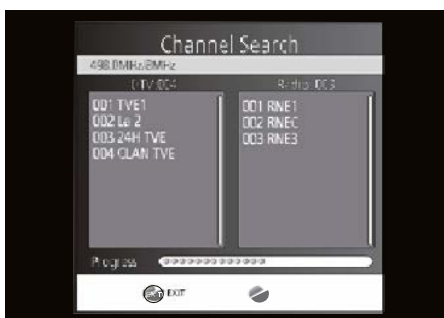 Channel Search
498.0MHz/8MHz
DTV:004
Radio: 003
001 TVE1
002 La 2
003 24H TVE
004 CLAN TVE
001 RNE1
002 RNEC
003 RNE3
Progress
EXIT EXIT